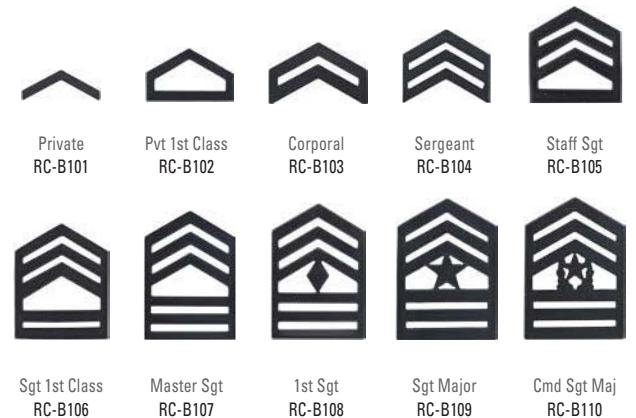 Private
RC-B101
Pvt 1st Class
RC-B102
Corporal
RC-B103
Sergeant
RC-B104
Staff Sgt
RC-B105
Sgt 1st Class
RC-B106
Master Sgt
RC-B107
1st Sgt
RC-B108
Sgt Major
RC-B109
Cmd Sgt Maj
RC-B110